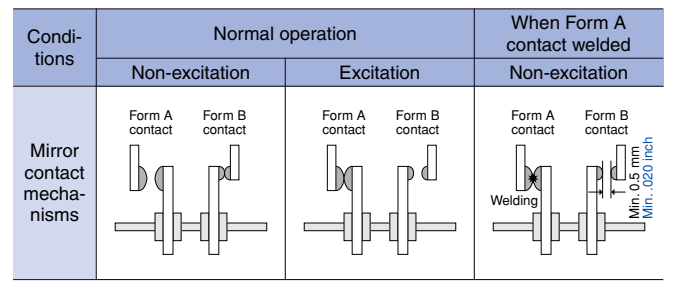 Condi-
tions
Normal operation
When Form A
contact welded
Non-excitation
Excitation
Non-excitation
Mirror
contact
mecha-
nisms
Form A
contact
Form B
contact
Form A
contact
Form B
contact
Form A
contact
Form B
contact
Welding
Min. 0.5 mm
Min. .020 inch